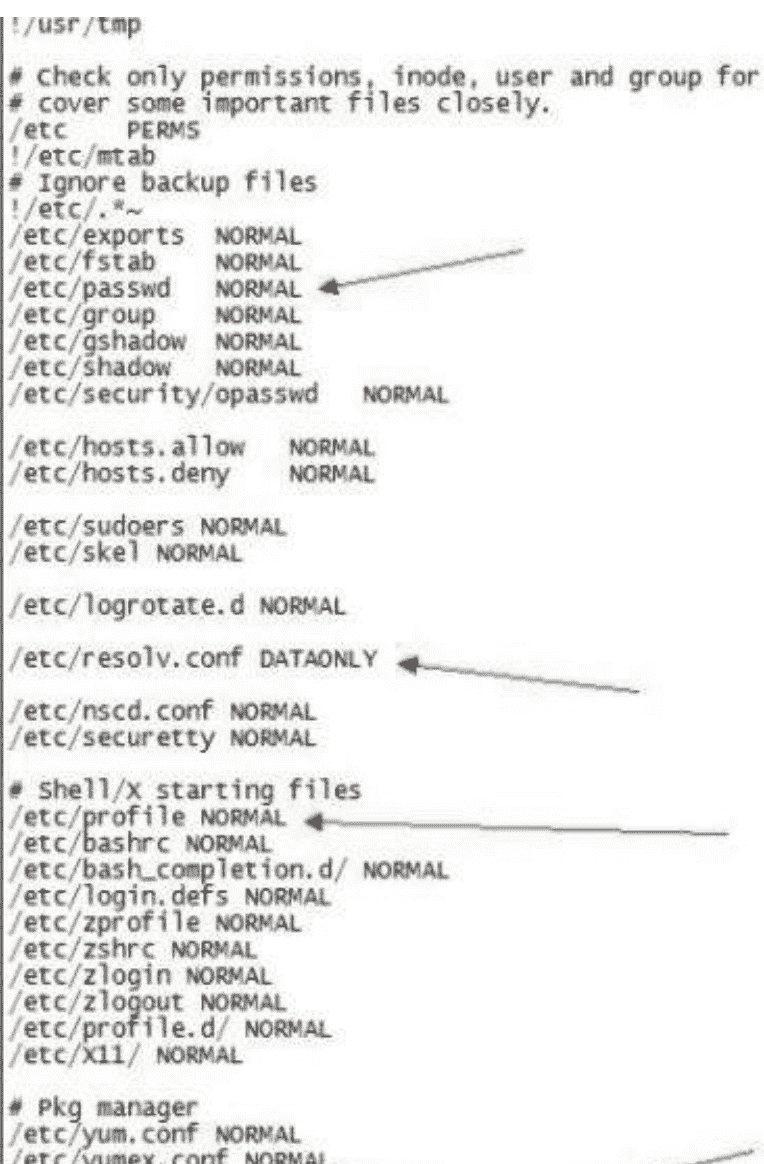 !/usr/tmp
# Check only permissions, inode, user and group for
# cover some important files closely.
/etc PERMS
!/etc/mtab
# Ignore backup files
!/etc/.*~
/etc/exports NORMAL
/etc/fstab NORMAL
/etc/passwd NORMAL
/etc/group NORMAL
/etc/gshadow NORMAL
/etc/shadow NORMAL
/etc/security/opasswd NORMAL
/etc/hosts.allow NORMAL
/etc/hosts.deny NORMAL
/etc/sudoers NORMAL
/etc/skel NORMAL
/etc/logrotate.d NORMAL
/etc/resolv.conf DATAONLY
/etc/nscd.conf NORMAL
/etc/securetty NORMAL
# Shell/X starting files
/etc/profile NORMAL
/etc/bashrc NORMAL
/etc/bash_completion.d/ NORMAL
/etc/login.defs NORMAL
/etc/zprofile NORMAL
/etc/zshrc NORMAL
/etc/zlogin NORMAL
/etc/zlogout NORMAL
/etc/profile.d/ NORMAL
/etc/X11/ NORMAL
# Pkg manager
/etc/yum.conf NORMAL
/etc/yumex.conf NORMAL